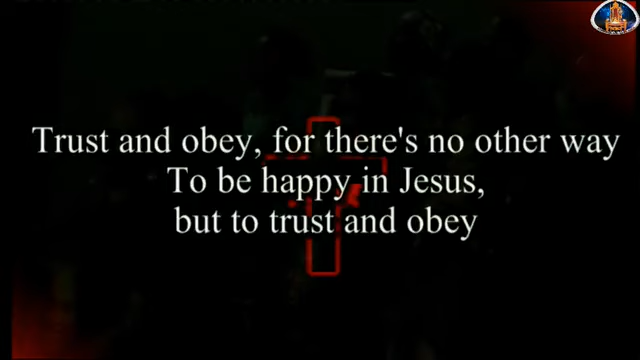 Trust and obey, for there's no other way
To be happy in Jesus,
but to trust and obey